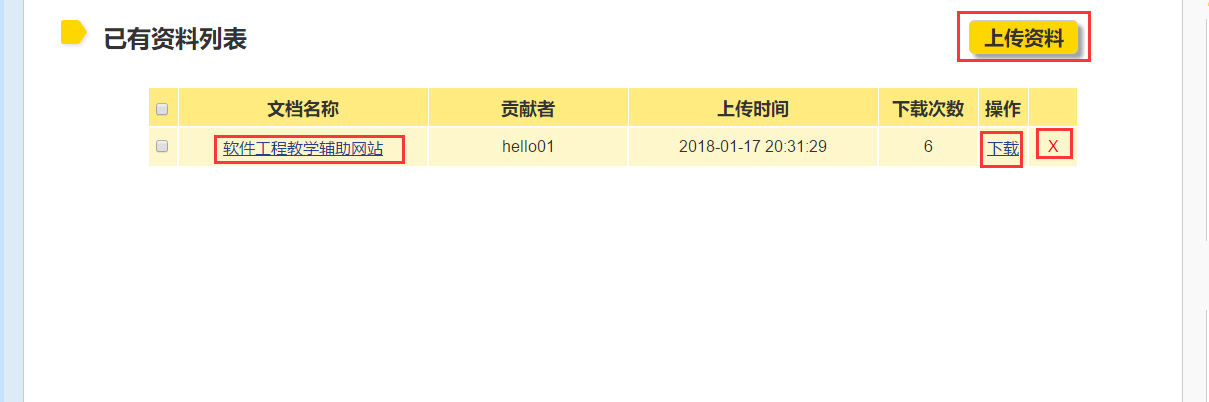 已有资料列表
上传资料
文档名称 贡献者 上传时间 下载次数 操作
软件工程教学辅助网站 hello01 2018-01-17 20:31:29 6 下载 X